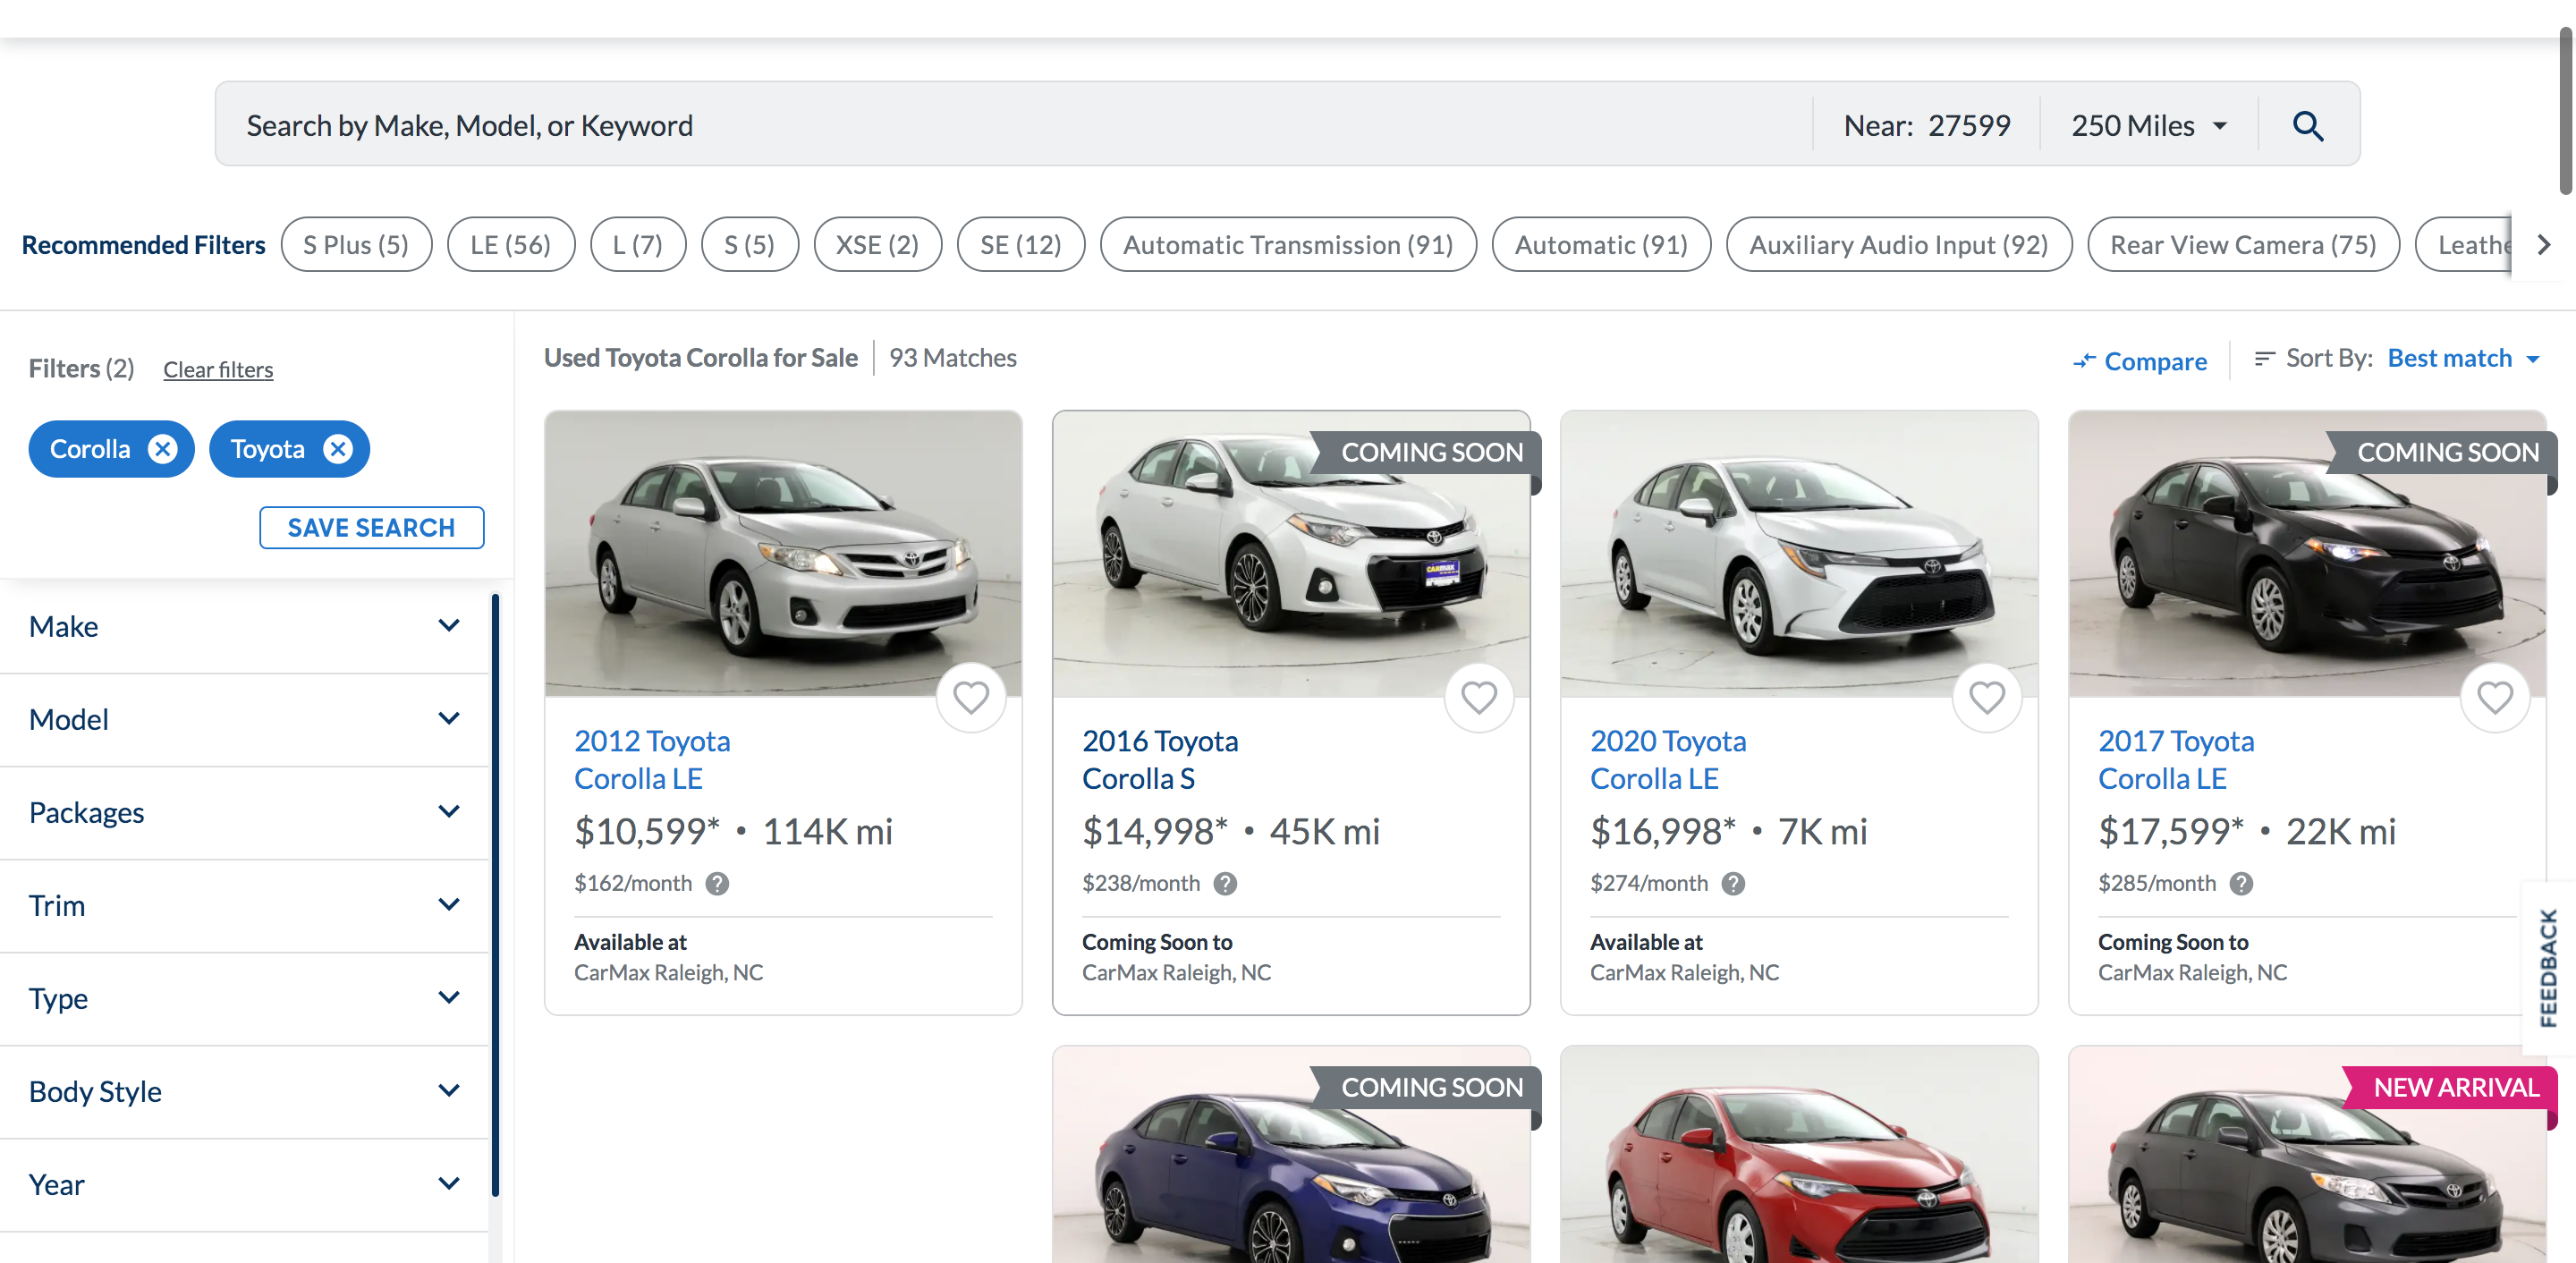 Search by Make, Model, or Keyword
Near: 27599
250 Miles
Recommended Filters
S Plus (5)
LE (56)
L (7)
S (5)
XSE (2)
SE (12)
Automatic Transmission (91)
Automatic (91)
Auxiliary Audio Input (92)
Rear View Camera (75)
Leathe
Filters (2)
Clear filters
Corolla
Toyota
SAVE SEARCH
Make
Model
Packages
Trim
Type
Body Style
Year
Used Toyota Corolla for Sale
93 Matches
Compare
Sort By: Best match
2012 Toyota
Corolla LE
$10,599* • 114K mi
$162/month
Available at
CarMax Raleigh, NC
COMING SOON
CARMAX
2016 Toyota
Corolla S
$14,998* • 45K mi
$238/month
Coming Soon to
CarMax Raleigh, NC
2020 Toyota
Corolla LE
$16,998* • 7K mi
$274/month
Available at
CarMax Raleigh, NC
COMING SOON
2017 Toyota
Corolla LE
$17,599* • 22K mi
$285/month
Coming Soon to
CarMax Raleigh, NC
COMING SOON
NEW ARRIVAL
FEEDBACK